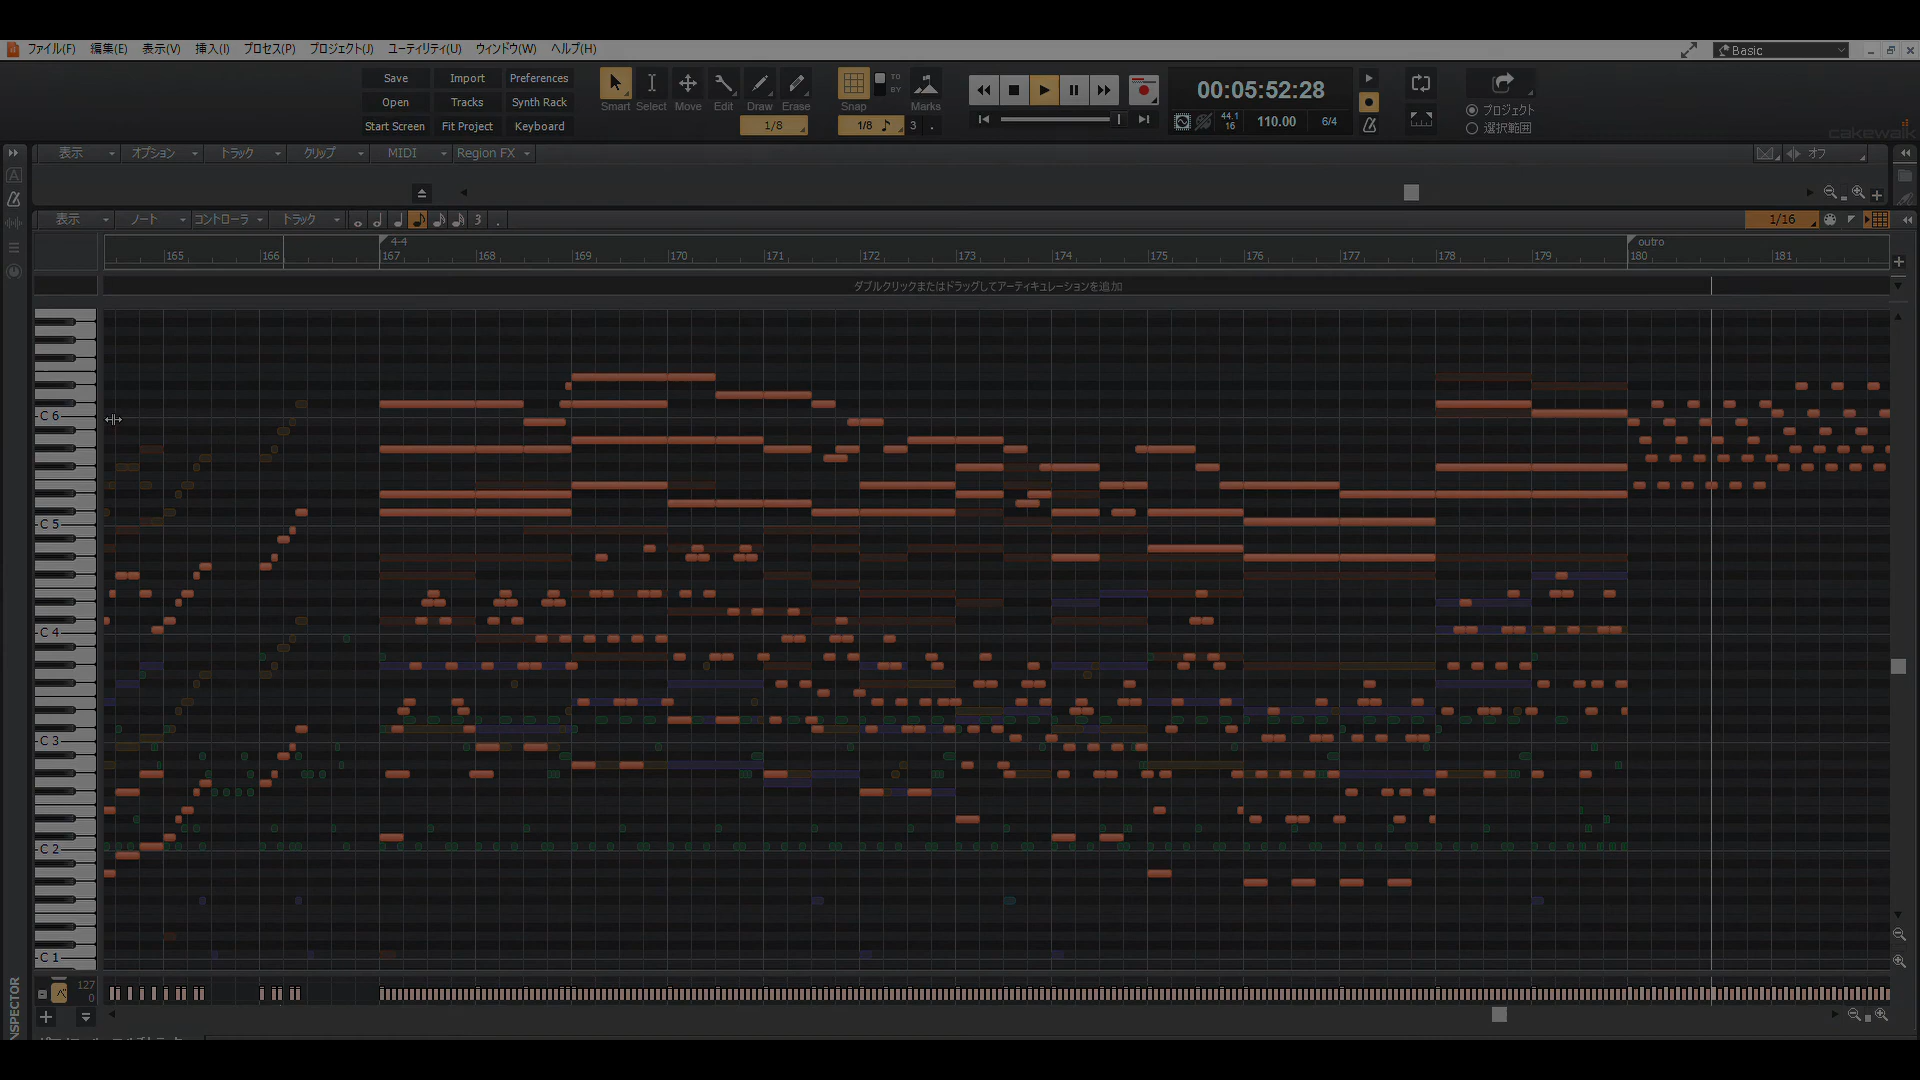 ファイル(F) 編集(E) 表示(V) 挿入(I) プロセス(P) プロジェクト(J) ユーティリティ(U) ウィンドウ(W) ヘルプ(H) Basic
Save Import Preferences
Open Tracks Synth Rack
Start Screen Fit Project Keyboard
Smart Select Move Edit Draw Erase Snap Marks
TO
BY
1/8 1/8 3 .
00:05:52:28
44.1
16
110.00 6/4
プロジェクト
選択範囲
cakewalk
表示 オプション トラック クリップ MIDI Region FX オフ
表示 ノート コントローラ トラック 3 . 1/16
4-4 outro
165 166 167 168 169 170 171 172 173 174 175 176 177 178 179 180 181
ダブルクリックまたはドラッグしてアーティキュレーションを追加
C 6
C 5
C 4
C 3
C 2
C 1
127
0
NSPECTOR